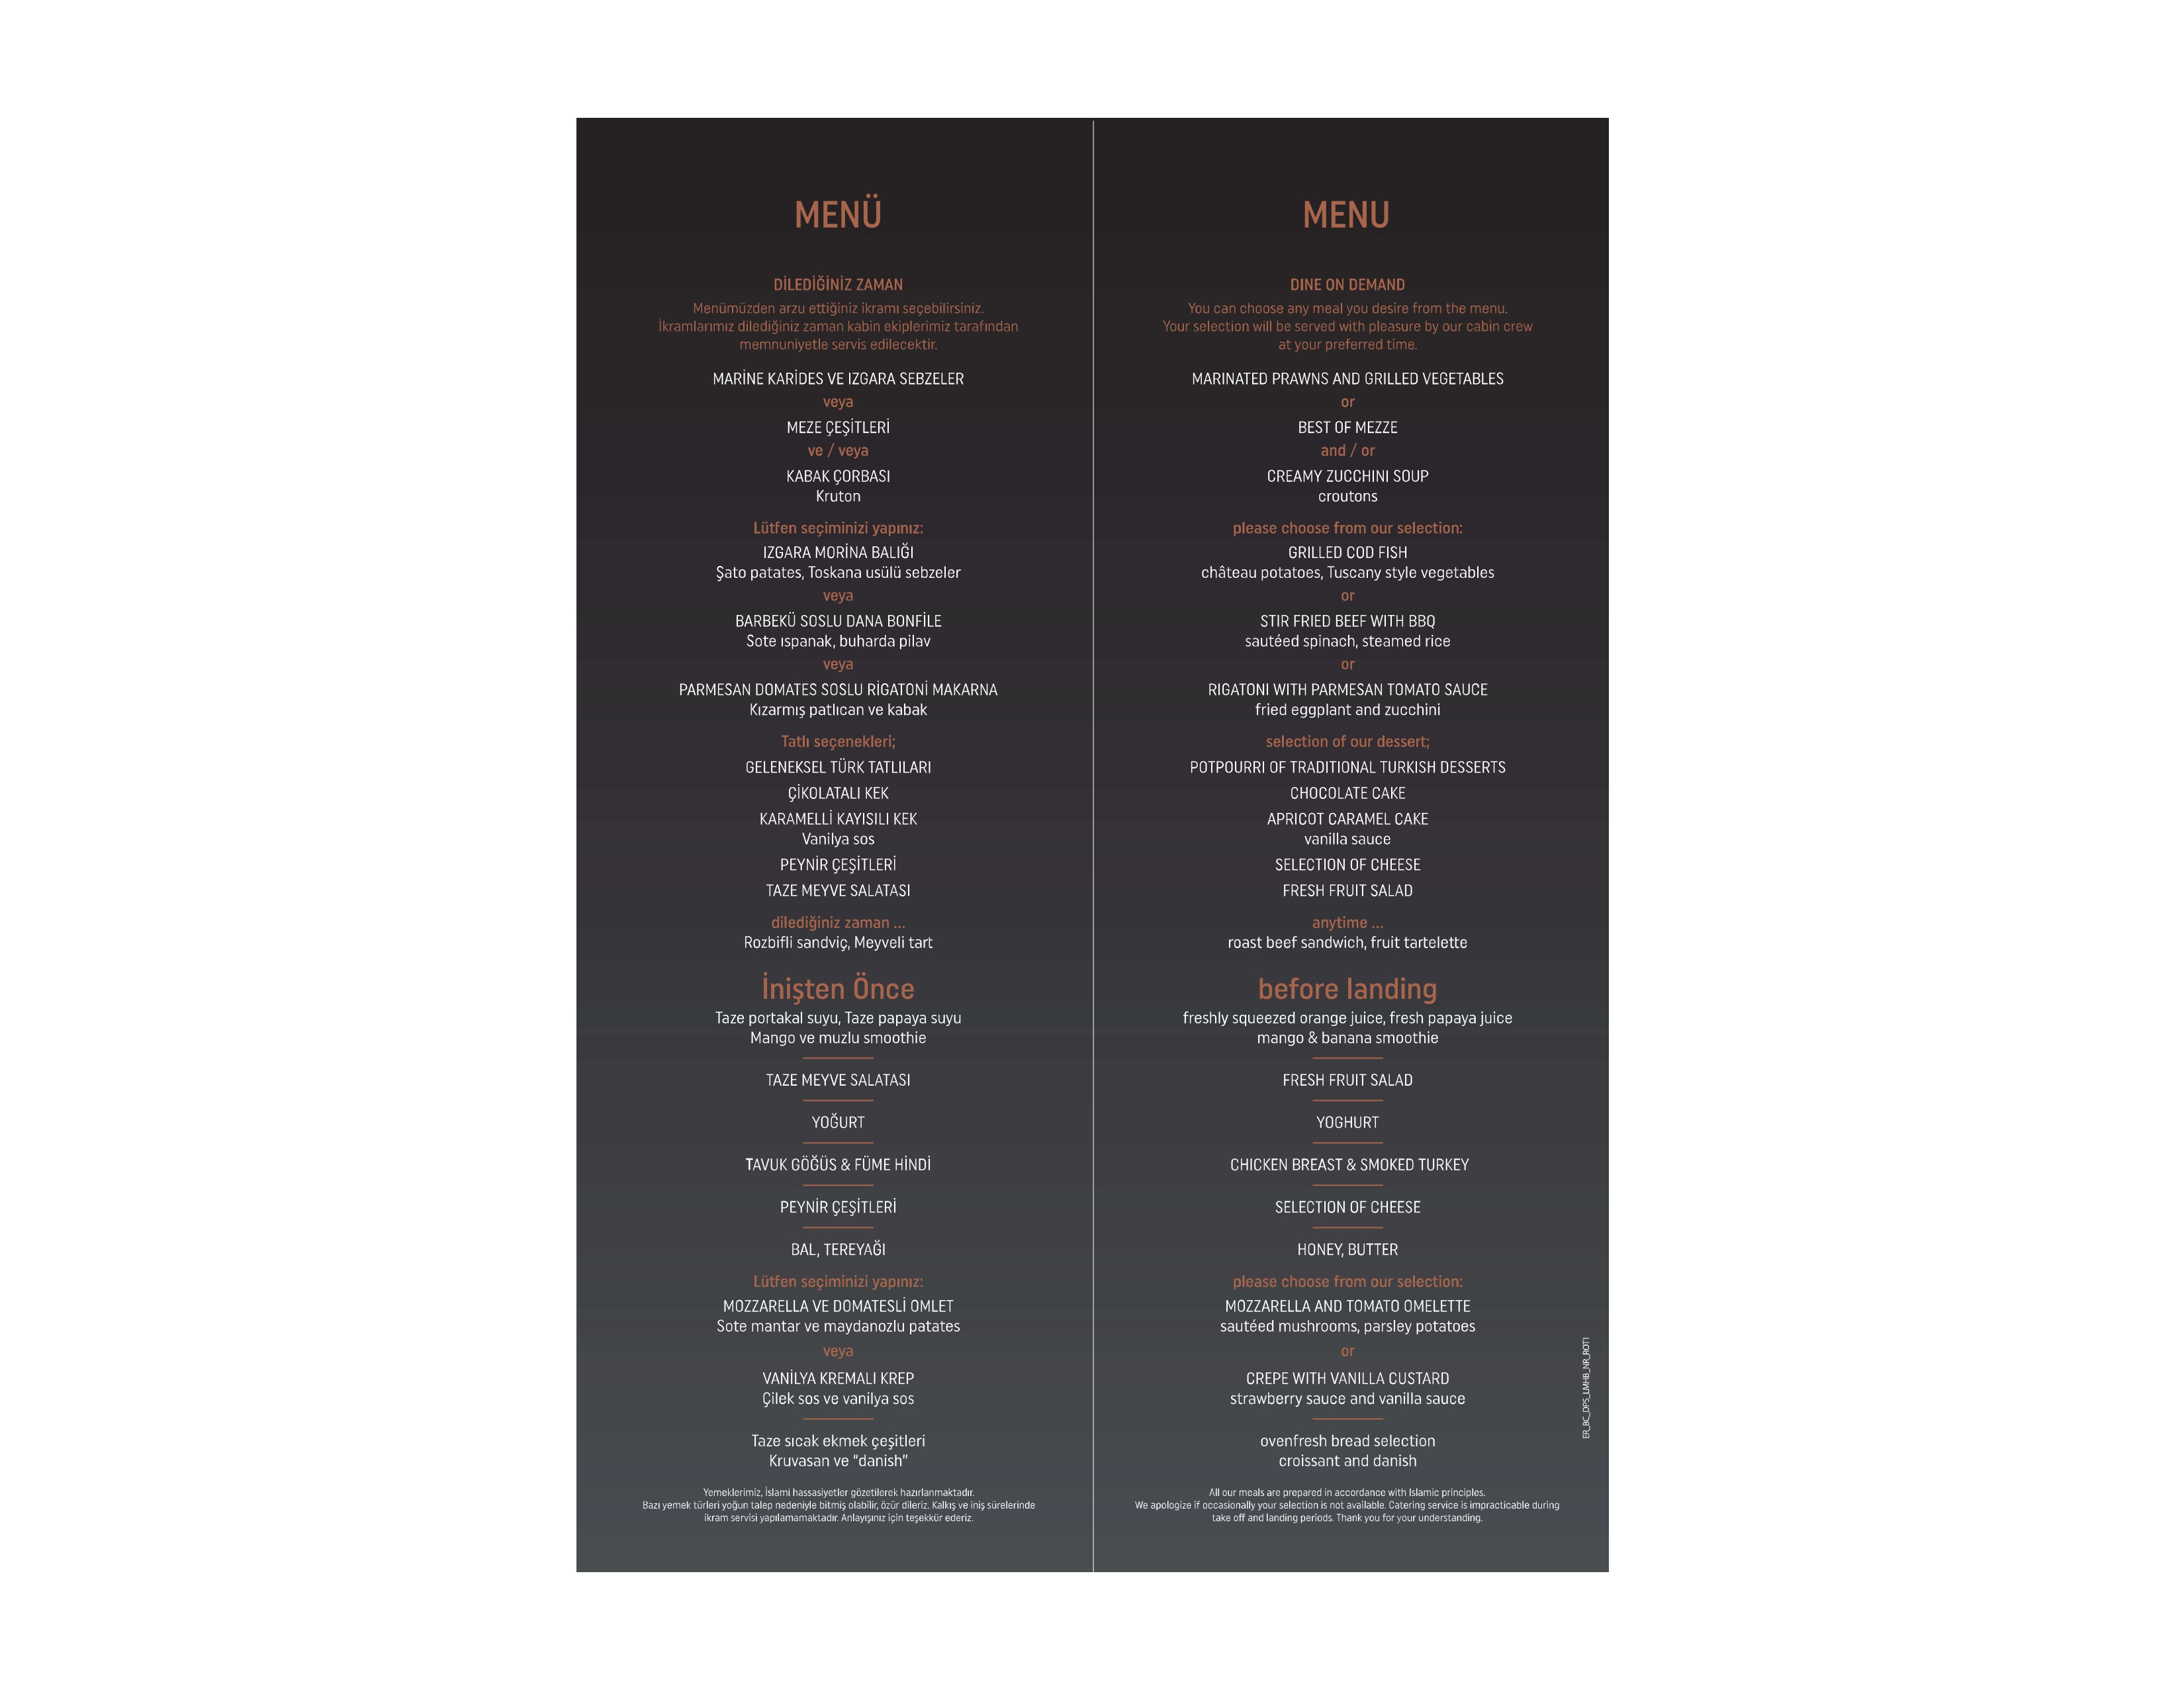 MENÜ
DİLEDİĞİNİZ ZAMAN
Menümüzden arzu ettiğiniz ikramı seçebilirsiniz.
İkramlarımız dilediğiniz zaman kabin ekiplerimiz tarafından
memnuniyetle servis edilecektir.
MARİNE KARİDES VE IZGARA SEBZELER
veya
MEZE ÇEŞİTLERİ
ve / veya
KABAK ÇORBASI
Kruton
Lütfen seçiminizi yapınız:
IZGARA MORİNA BALIĞI
Şato patates, Toskana usülü sebzeler
veya
BARBEKÜ SOSLU DANA BONFİLE
Sote ıspanak, buharda pilav
veya
PARMESAN DOMATES SOSLU RİGATONİ MAKARNA
Kızarmış patlıcan ve kabak
Tatlı seçenekleri;
GELENEKSEL TÜRK TATLILARI
ÇİKOLATALI KEK
KARAMELLİ KAYISILI KEK
Vanilya sos
PEYNİR ÇEŞİTLERİ
TAZE MEYVE SALATASI
dilediğiniz zaman ...
Rozbifli sandviç, Meyveli tart
İnişten Önce
Taze portakal suyu, Taze papaya suyu
Mango ve muzlu smoothie
TAZE MEYVE SALATASI
YOĞURT
TAVUK GÖĞÜS & FÜME HİNDİ
PEYNİR ÇEŞİTLERİ
BAL, TEREYAĞI
Lütfen seçiminizi yapınız:
MOZZARELLA VE DOMATESLİ OMLET
Sote mantar ve maydanozlu patates
veya
VANİLYA KREMALI KREP
Çilek sos ve vanilya sos
Taze sıcak ekmek çeşitleri
Kruvasan ve "danish"
Yemeklerimiz, İslami hassasiyetler gözetilerek hazırlanmaktadır.
Bazı yemek türleri yoğun talep nedeniyle bitmiş olabilir, özür dileriz. Kalkış ve iniş sürelerinde
ikram servisi yapılamamaktadır. Anlayışınız için teşekkür ederiz.
MENU
DINE ON DEMAND
You can choose any meal you desire from the menu.
Your selection will be served with pleasure by our cabin crew
at your preferred time.
MARINATED PRAWNS AND GRILLED VEGETABLES
or
BEST OF MEZZE
and / or
CREAMY ZUCCHINI SOUP
croutons
please choose from our selection:
GRILLED COD FISH
château potatoes, Tuscany style vegetables
or
STIR FRIED BEEF WITH BBQ
sautéed spinach, steamed rice
or
RIGATONI WITH PARMESAN TOMATO SAUCE
fried eggplant and zucchini
selection of our dessert;
POTPOURRI OF TRADITIONAL TURKISH DESSERTS
CHOCOLATE CAKE
APRICOT CARAMEL CAKE
vanilla sauce
SELECTION OF CHEESE
FRESH FRUIT SALAD
anytime ...
roast beef sandwich, fruit tartelette
before landing
freshly squeezed orange juice, fresh papaya juice
mango & banana smoothie
FRESH FRUIT SALAD
YOGHURT
CHICKEN BREAST & SMOKED TURKEY
SELECTION OF CHEESE
HONEY, BUTTER
please choose from our selection:
MOZZARELLA AND TOMATO OMELETTE
sautéed mushrooms, parsley potatoes
or
CREPE WITH VANILLA CUSTARD
strawberry sauce and vanilla sauce
ovenfresh bread selection
croissant and danish
All our meals are prepared in accordance with Islamic principles.
We apologize if occasionally your selection is not available. Catering service is impracticable during
take off and landing periods. Thank you for your understanding.
ER_BC_DPS_LMHB_NR_ROT1